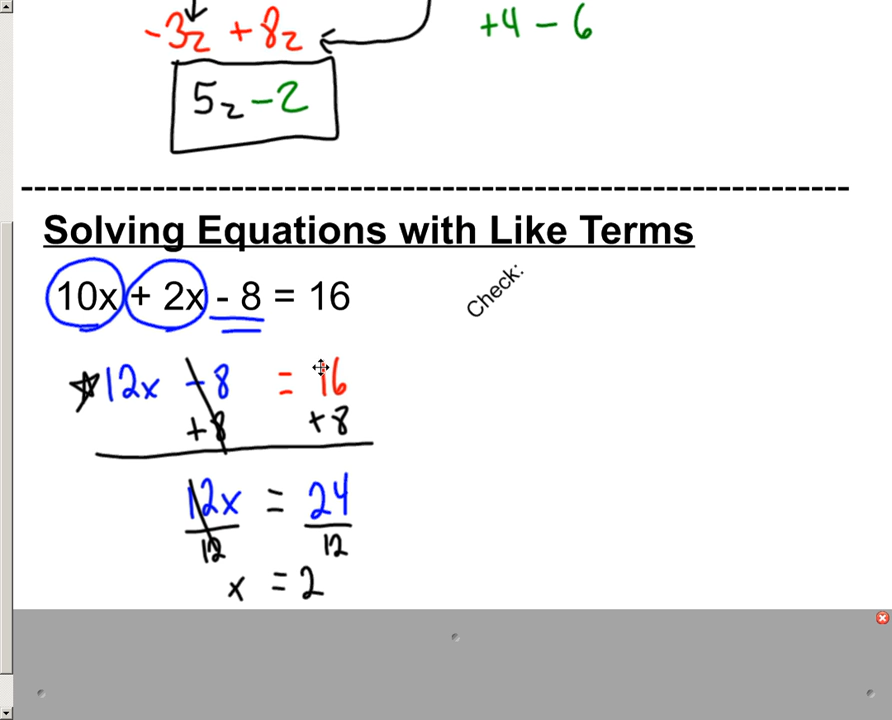 -3z + 8z +4 - 6
5z - 2
Solving Equations with Like Terms
10x + 2x - 8 = 16
Check:
12x - 8 = 16
+8 +8
12x = 24
12 12
x = 2